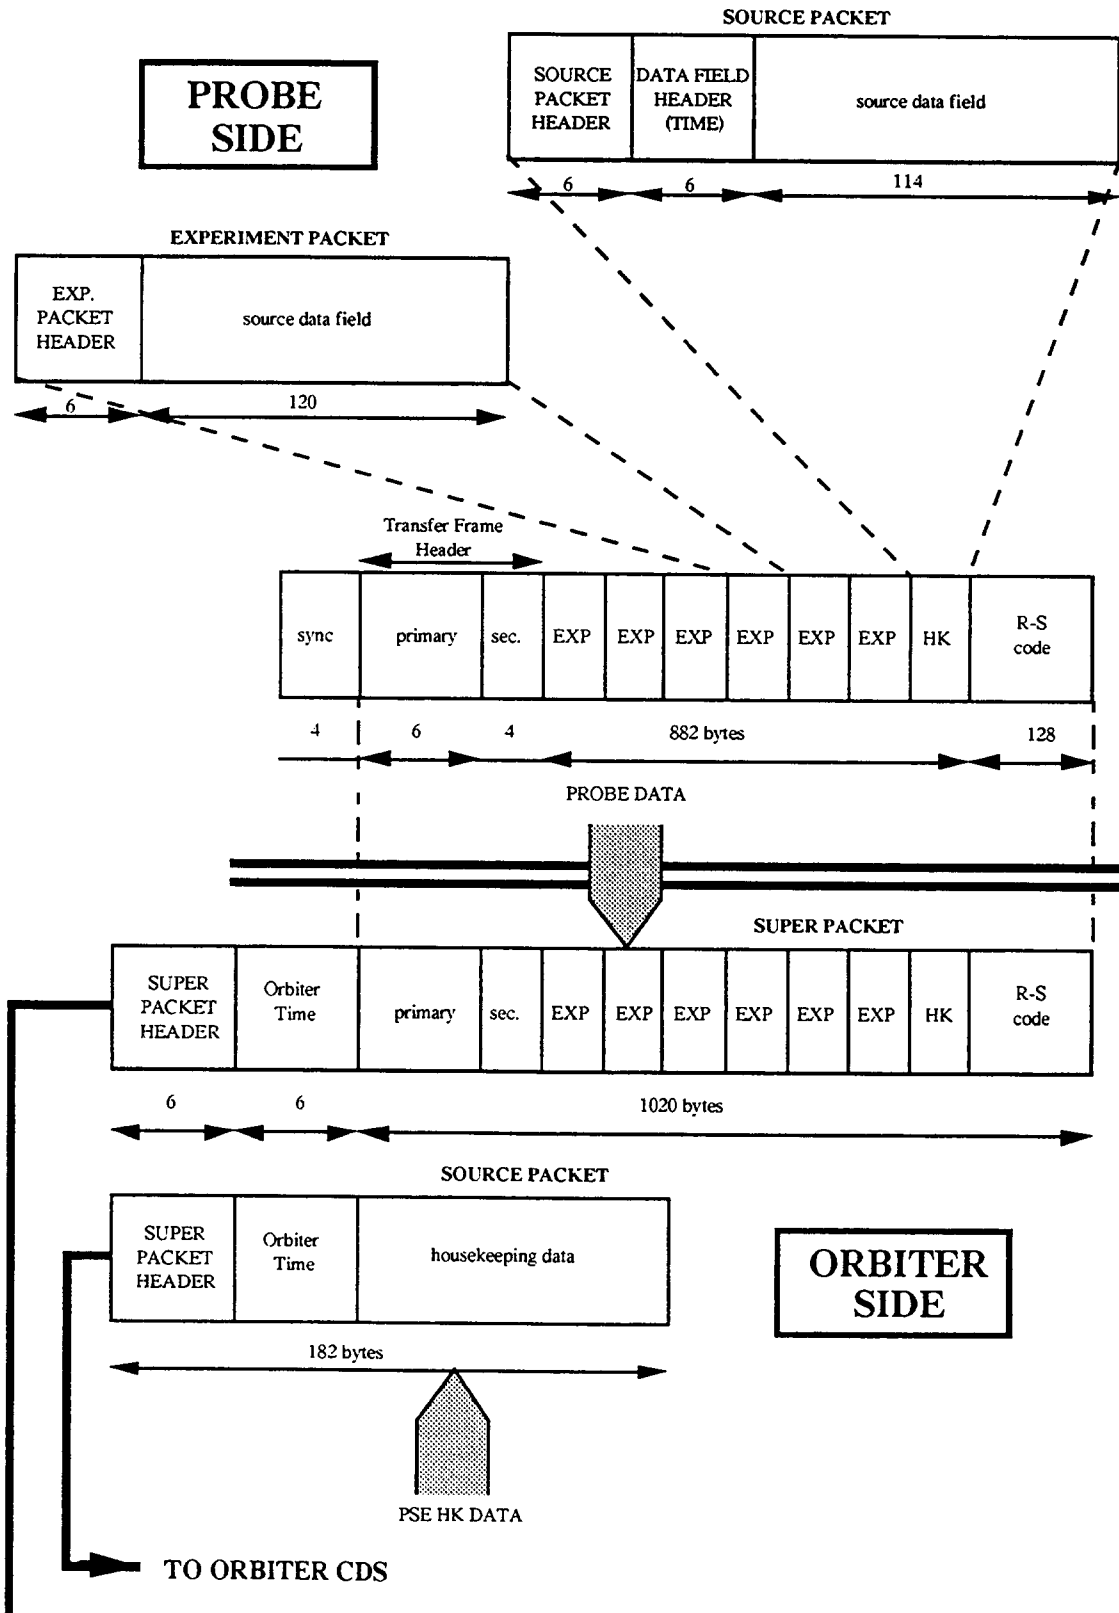 SOURCE PACKET
PROBE
SIDE
SOURCE
PACKET
HEADER
DATA FIELD
HEADER
(TIME)
source data field
6
6
114
EXPERIMENT PACKET
EXP.
PACKET
HEADER
source data field
6
120
Transfer Frame
Header
sync
primary
sec.
EXP
EXP
EXP
EXP
EXP
EXP
HK
R-S
code
4
6
4
882 bytes
128
PROBE DATA
SUPER PACKET
SUPER
PACKET
HEADER
Orbiter
Time
primary
sec.
EXP
EXP
EXP
EXP
EXP
EXP
HK
R-S
code
6
6
1020 bytes
SOURCE PACKET
SUPER
PACKET
HEADER
Orbiter
Time
housekeeping data
ORBITER
SIDE
182 bytes
PSE HK DATA
TO ORBITER CDS